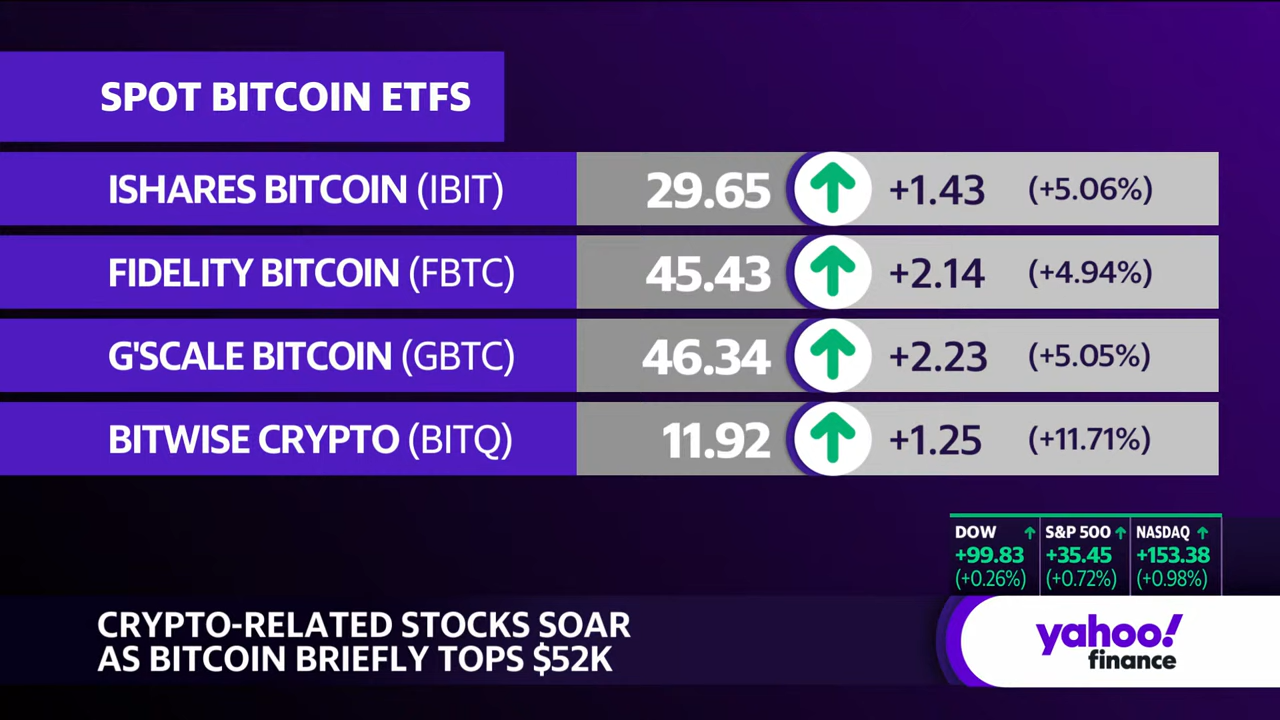 SPOT BITCOIN ETFS
ISHARES BITCOIN (IBIT) 29.65 +1.43 (+5.06%)
FIDELITY BITCOIN (FBTC) 45.43 +2.14 (+4.94%)
G'SCALE BITCOIN (GBTC) 46.34 +2.23 (+5.05%)
BITWISE CRYPTO (BITQ) 11.92 +1.25 (+11.71%)
DOW S&P 500 NASDAQ
+99.83 +35.45 +153.38
(+0.26%) (+0.72%) (+0.98%)
CRYPTO-RELATED STOCKS SOAR
AS BITCOIN BRIEFLY TOPS $52K
yahoo!
finance